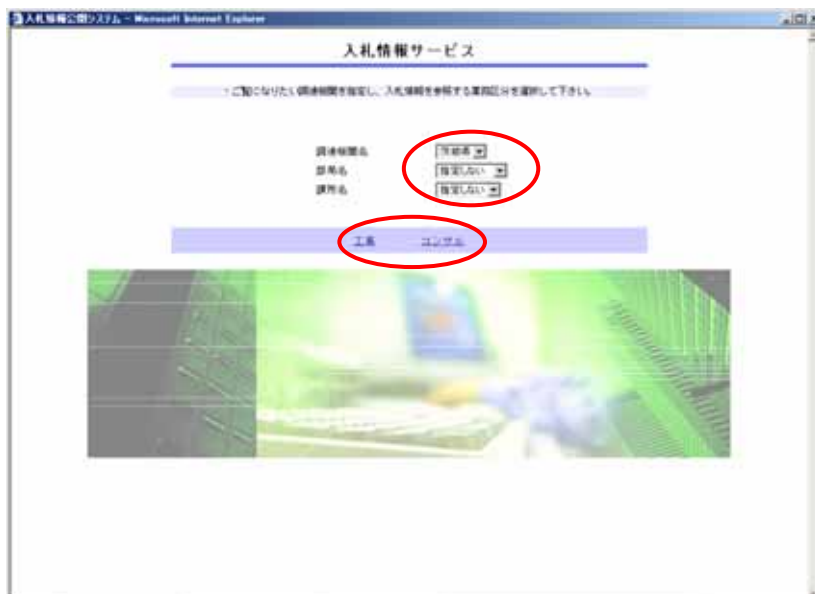 入札情報公開システム - Microsoft Internet Explorer
入札情報サービス
・ご覧になりたい調達機関を指定し、入札情報を参照する業務区分を選択して下さい。
調達機関名 茨城県
部局名 指定しない
課所名 指定しない
工事 コンサル